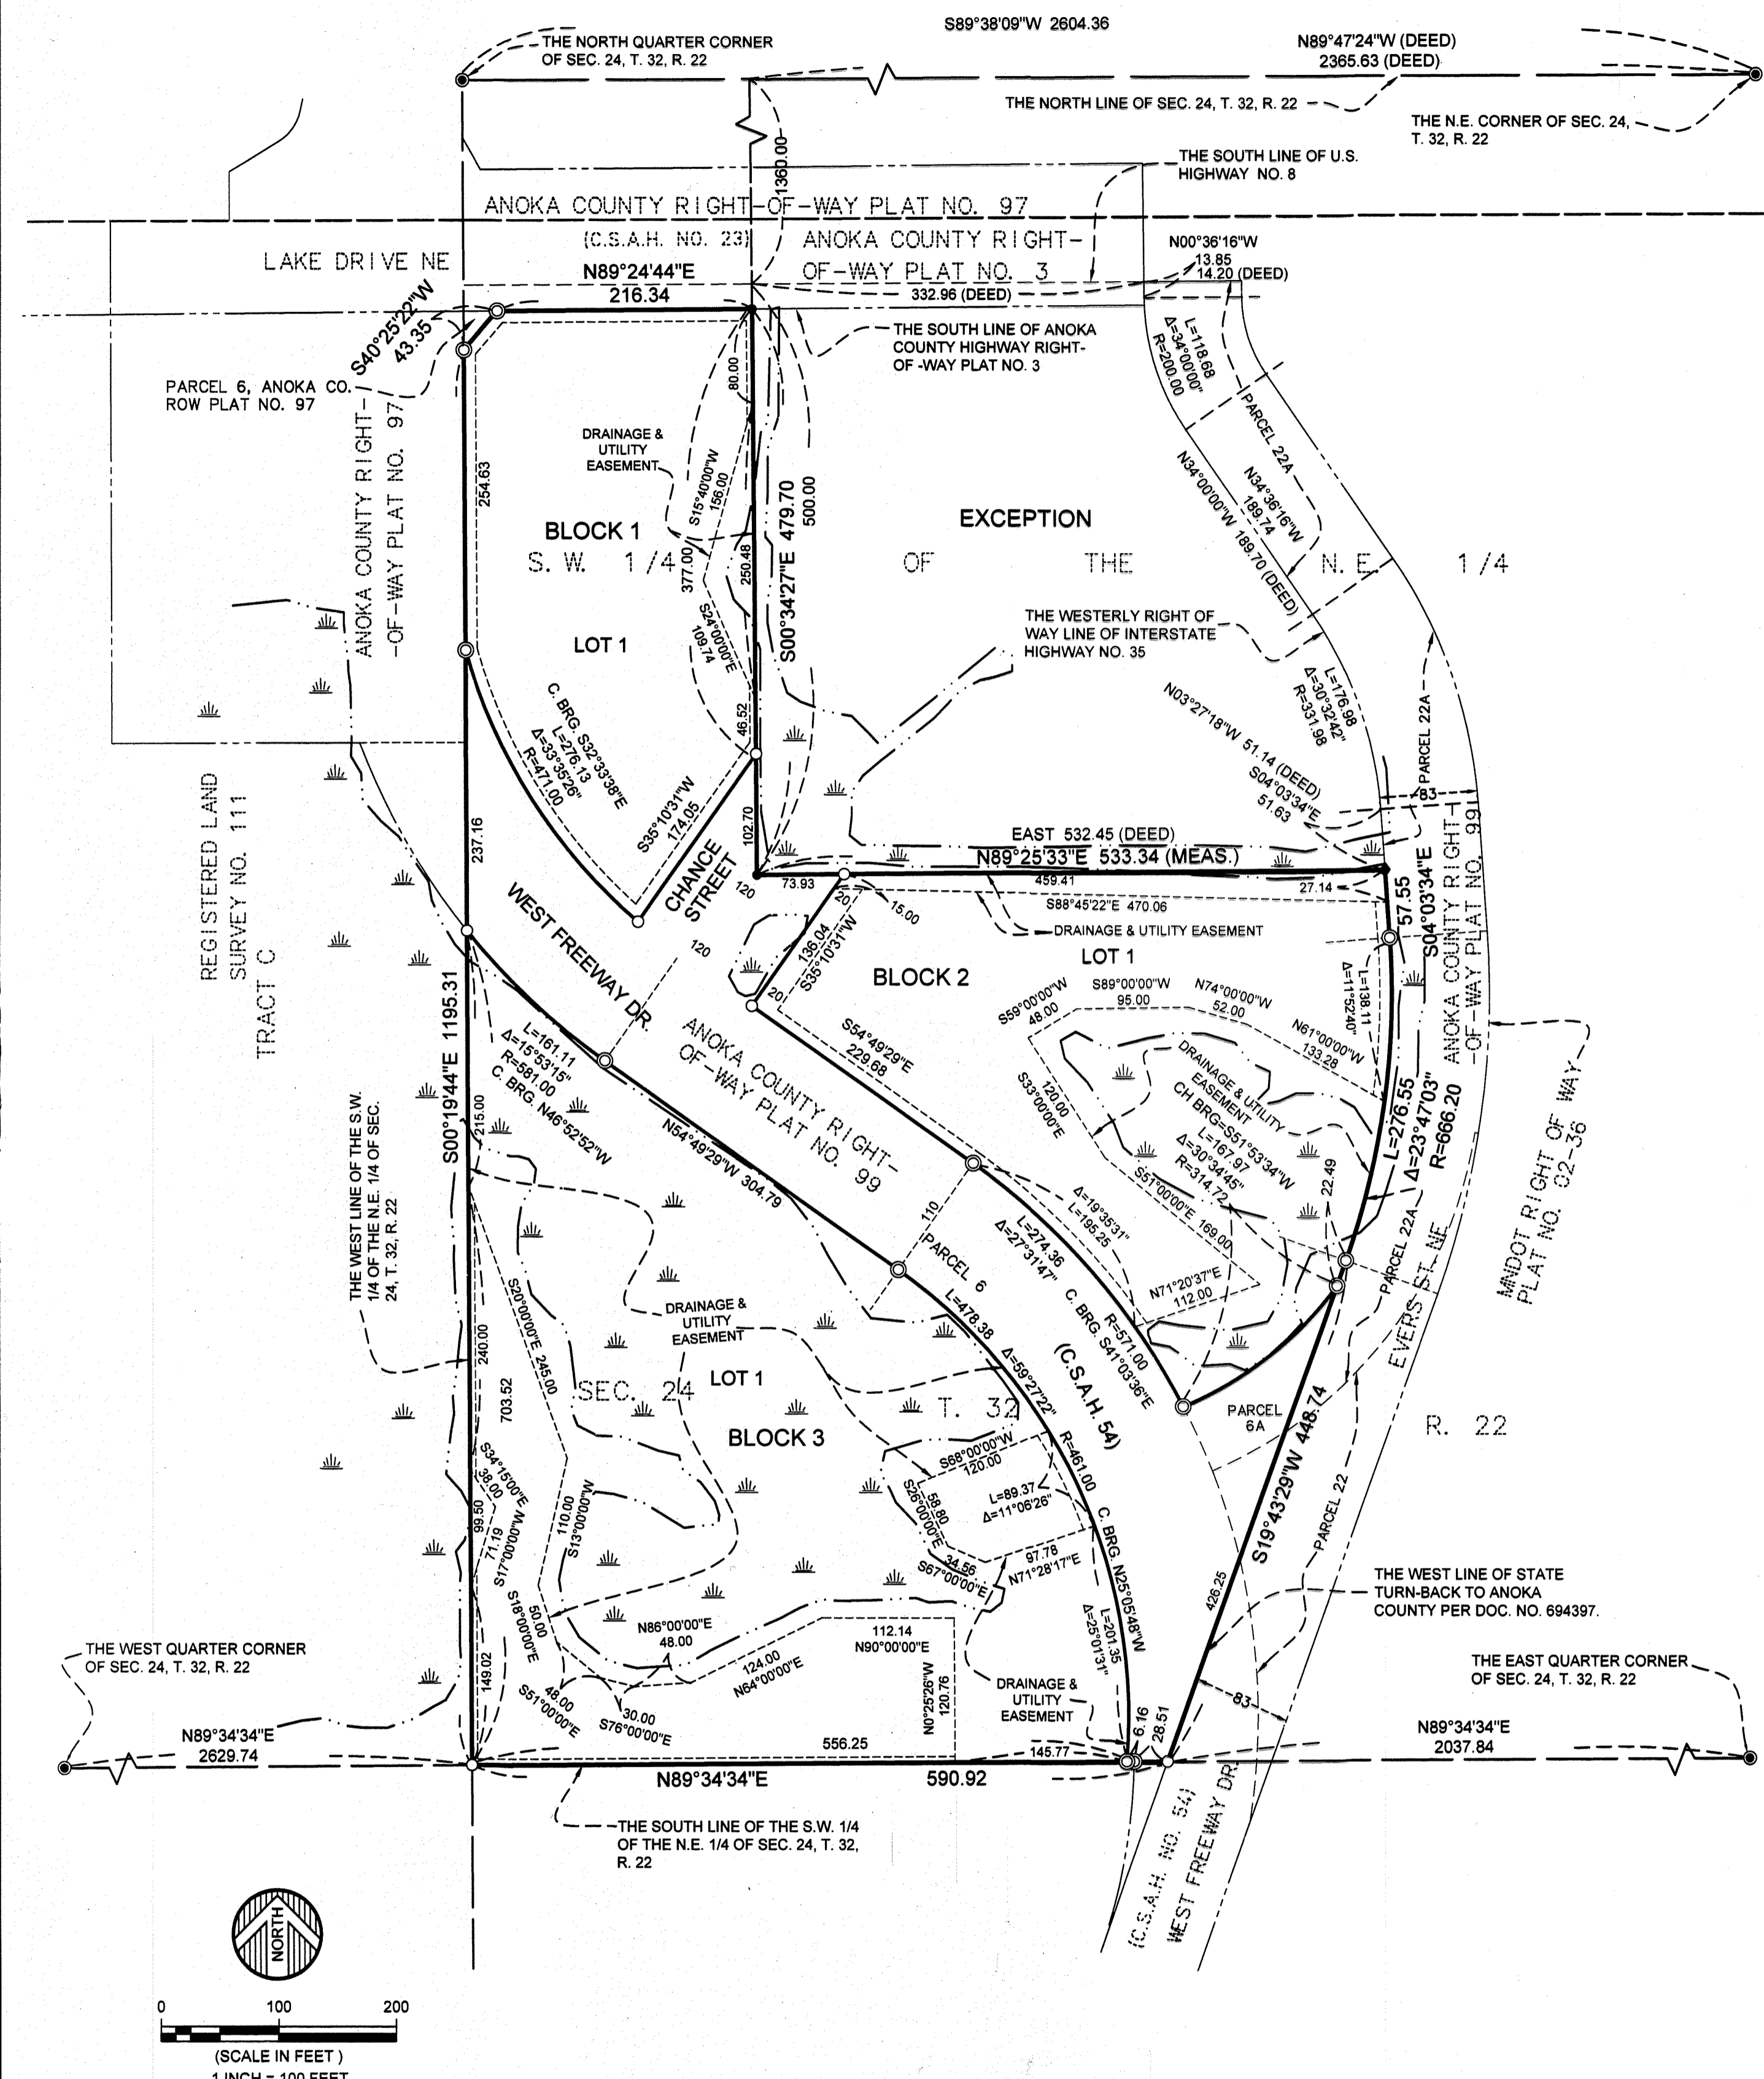 S89°38'09"W 2604.36
THE NORTH QUARTER CORNER
OF SEC. 24, T. 32, R. 22
N89°47'24"W (DEED)
2365.63 (DEED)
THE NORTH LINE OF SEC. 24, T. 32, R. 22
THE N.E. CORNER OF SEC. 24,
T. 32, R. 22
1360.00
THE SOUTH LINE OF U.S.
HIGHWAY NO. 8
ANOKA COUNTY RIGHT-OF-WAY PLAT NO. 97
(C.S.A.H. NO. 23)
ANOKA COUNTY RIGHT-
OF-WAY PLAT NO. 3
LAKE DRIVE NE
N89°24'44"E
216.34
N00°36'16"W
13.85
14.20 (DEED)
332.96 (DEED)
S40°25'22"W
43.35
THE SOUTH LINE OF ANOKA
COUNTY HIGHWAY RIGHT-
OF -WAY PLAT NO. 3
PARCEL 6, ANOKA CO.
ROW PLAT NO. 97
ANOKA COUNTY RIGHT-
-OF-WAY PLAT NO. 97
L=118.68
Δ=34°00'00"
R=200.00
PARCEL 22A
80.00
DRAINAGE &
UTILITY
EASEMENT
S15°40'00"W
156.00
254.63
377.00
250.48
S00°34'27"E 479.70
500.00
BLOCK 1
EXCEPTION
S. W. 1/4
OF
THE
N. E.
1/4
N34°36'16"W
189.74
N34°00'00"W 189.70 (DEED)
S24°00'00"E
109.74
LOT 1
THE WESTERLY RIGHT OF
WAY LINE OF INTERSTATE
HIGHWAY NO. 35
46.52
C. BRG. S32°33'38"E
L=276.13
Δ=33°35'26"
R=471.00
L=176.98
Δ=30°32'42"
R=331.98
PARCEL 22A
N03°27'18"W 51.14 (DEED)
S04°03'34"E
51.63
83
REGISTERED LAND
SURVEY NO. 111
TRACT C
237.16
S35°10'31"W
174.05
102.70
EAST 532.45 (DEED)
N89°25'33"E 533.34 (MEAS.)
CHANCE
STREET
120
73.93
459.41
27.14
20
15.00
S88°45'22"E 470.06
57.55
S04°03'34"E
ANOKA COUNTY RIGHT-
-OF-WAY PLAT NO. 99
WEST FREEWAY DR.
120
136.04
S35°10'31"W
DRAINAGE & UTILITY EASEMENT
LOT 1
BLOCK 2
20
S59°00'00"W
48.00
S89°00'00"W
95.00
N74°00'00"W
52.00
N61°00'00"W
133.28
L=138.11
Δ=11°52'40"
S00°19'44"E 1195.31
L=161.11
Δ=15°53'15"
R=581.00
C. BRG. N46°52'52"W
ANOKA COUNTY RIGHT-
OF-WAY PLAT NO. 99
S54°49'29"E
229.68
DRAINAGE & UTILITY
EASEMENT
CH BRG=S51°53'34"W
L=167.97
Δ=30°34'45"
R=314.72
120.00
S33°00'00"E
L=276.55
Δ=23°47'03"
R=666.20
MNDOT RIGHT OF WAY
PLAT NO. 02-36
THE WEST LINE OF THE S.W.
1/4 OF THE N.E. 1/4 OF SEC.
24, T. 32, R. 22
215.00
N54°49'29"W 304.79
S51°00'00"E 169.00
22.49
110
Δ=19°35'31"
L=195.25
L=274.36
Δ=27°31'47"
R=571.00
C. BRG. S41°03'36"E
N71°20'37"E
112.00
PARCEL 22A
EVERS ST. NE
PARCEL 6
L=478.38
Δ=59°27'22"
R=461.00
C. BRG. N25°05'48"W
S20°00'00"E 245.00
DRAINAGE &
UTILITY
EASEMENT
240.00
703.52
LOT 1
SEC. 24
T. 32
R. 22
BLOCK 3
(C.S.A.H. 54)
PARCEL
6A
S19°43'29"W 448.74
PARCEL 22
S34°15'00"E
38.00
S68°00'00"W
120.00
L=89.37
Δ=11°06'26"
58.80
S26°00'00"E
99.50
71.19
S17°00'00"W
110.00
S13°00'00"W
34.56
S67°00'00"E
97.78
N71°28'17"E
THE WEST LINE OF STATE
TURN-BACK TO ANOKA
COUNTY PER DOC. NO. 694397.
426.25
50.00
S18°00'00"E
N86°00'00"E
48.00
112.14
N90°00'00"E
124.00
N64°00'00"E
L=201.35
Δ=25°01'31"
THE WEST QUARTER CORNER
OF SEC. 24, T. 32, R. 22
THE EAST QUARTER CORNER
OF SEC. 24, T. 32, R. 22
149.02
48.00
S51°00'00"E
30.00
S76°00'00"E
N0°25'26"W
120.76
DRAINAGE &
UTILITY
EASEMENT
83
6.16
28.51
N89°34'34"E
2629.74
556.25
145.77
N89°34'34"E
2037.84
N89°34'34"E
590.92
THE SOUTH LINE OF THE S.W. 1/4
OF THE N.E. 1/4 OF SEC. 24, T. 32,
R. 22
(C.S.A.H. NO. 54)
WEST FREEWAY DR.
NORTH
0 100 200
(SCALE IN FEET )
1 INCH = 100 FEET